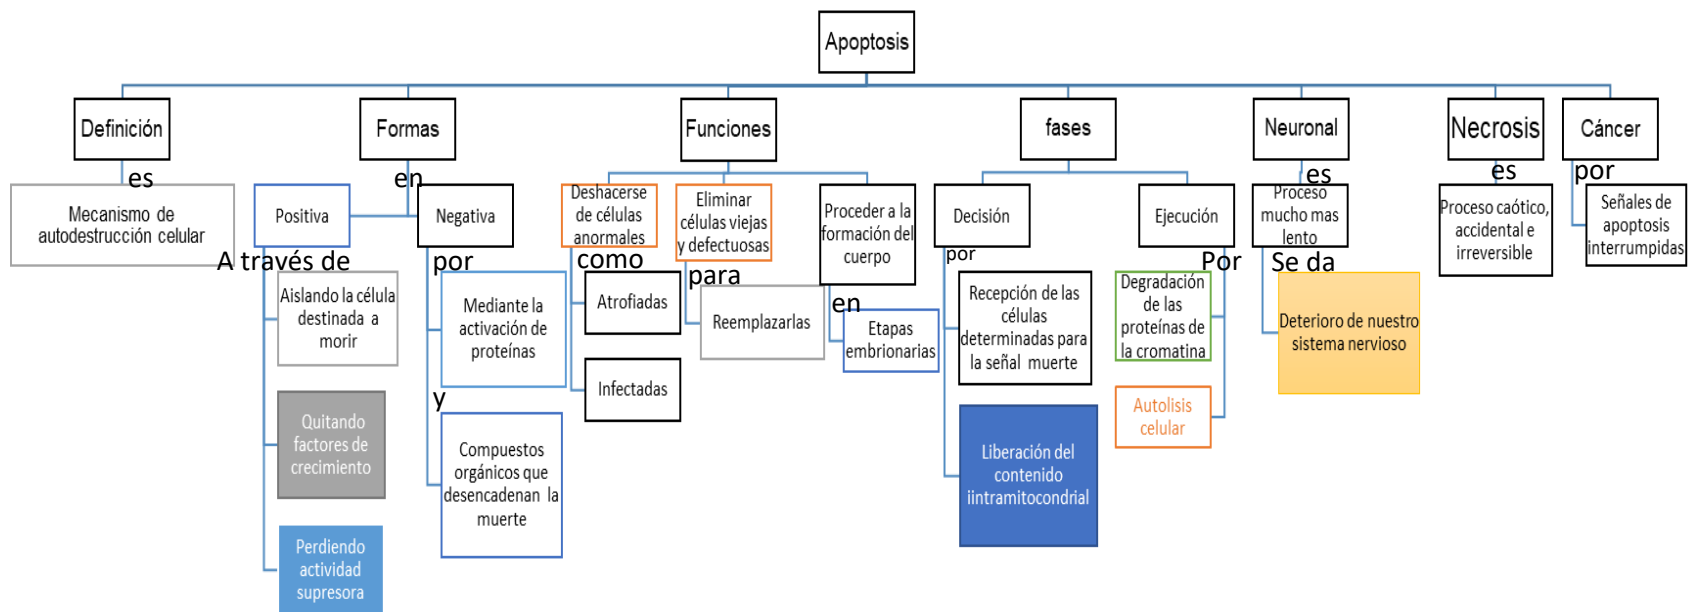 Apoptosis
Definición
es
Mecanismo de
autodestrucción celular
Formas
en
Positiva
A través de
Aislando la célula
destinada a
morir
Quitando
factores de
crecimiento
Perdiendo
actividad
supresora
Negativa
por
Mediante la
activación de
proteínas
y
Compuestos
orgánicos que
desencadenan la
muerte
Funciones
Deshacerse
de células
anormales
como
Atrofiadas
Infectadas
Eliminar
células viejas
y defectuosas
para
Reemplazarlas
Proceder a la
formación del
cuerpo
en
Etapas
embrionarias
fases
Decisión
por
Recepción de las
células
determinadas para
la señal muerte
Liberación del
contenido
iintramitocondrial
Ejecución
Por
Degradación
de las
proteínas de
la cromatina
Autolisis
celular
Neuronal
es
Proceso
mucho mas
lento
Se da
Deterioro de nuestro
sistema nervioso
Necrosis
es
Proceso caótico,
accidental e
irreversible
Cáncer
por
Señales de
apoptosis
interrumpidas